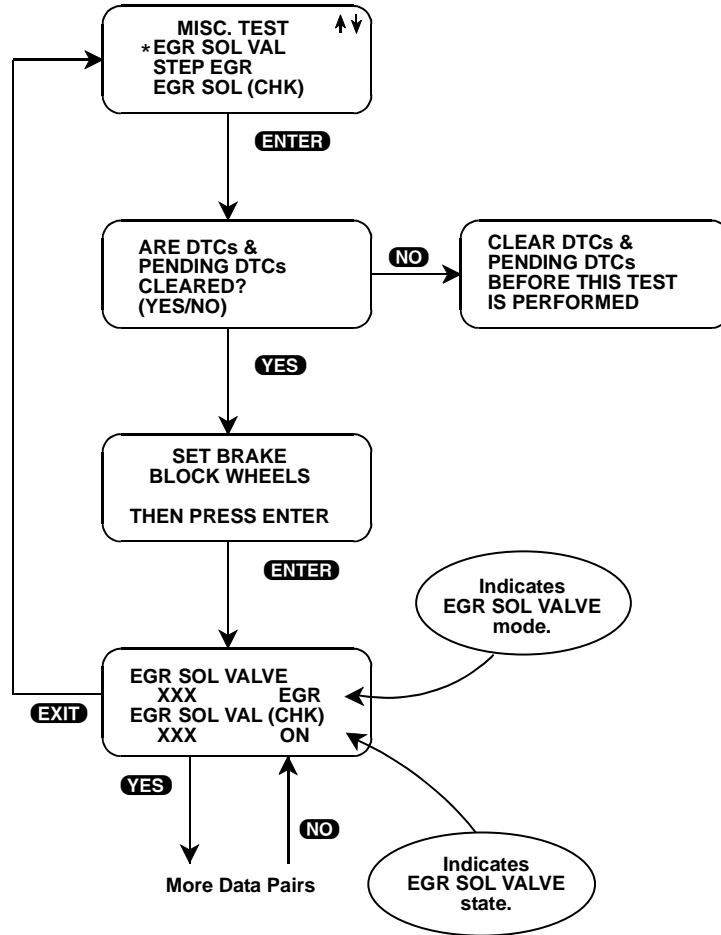 MISC. TEST
*EGR SOL VAL
STEP EGR
EGR SOL (CHK)
ENTER
ARE DTCs &
PENDING DTCs
CLEARED?
(YES/NO)
NO
CLEAR DTCs &
PENDING DTCs
BEFORE THIS TEST
IS PERFORMED
YES
SET BRAKE
BLOCK WHEELS
THEN PRESS ENTER
ENTER
Indicates
EGR SOL VALVE
mode.
EGR SOL VALVE
XXX EGR
EGR SOL VAL (CHK)
XXX ON
EXIT
YES
NO
More Data Pairs
Indicates
EGR SOL VALVE
state.